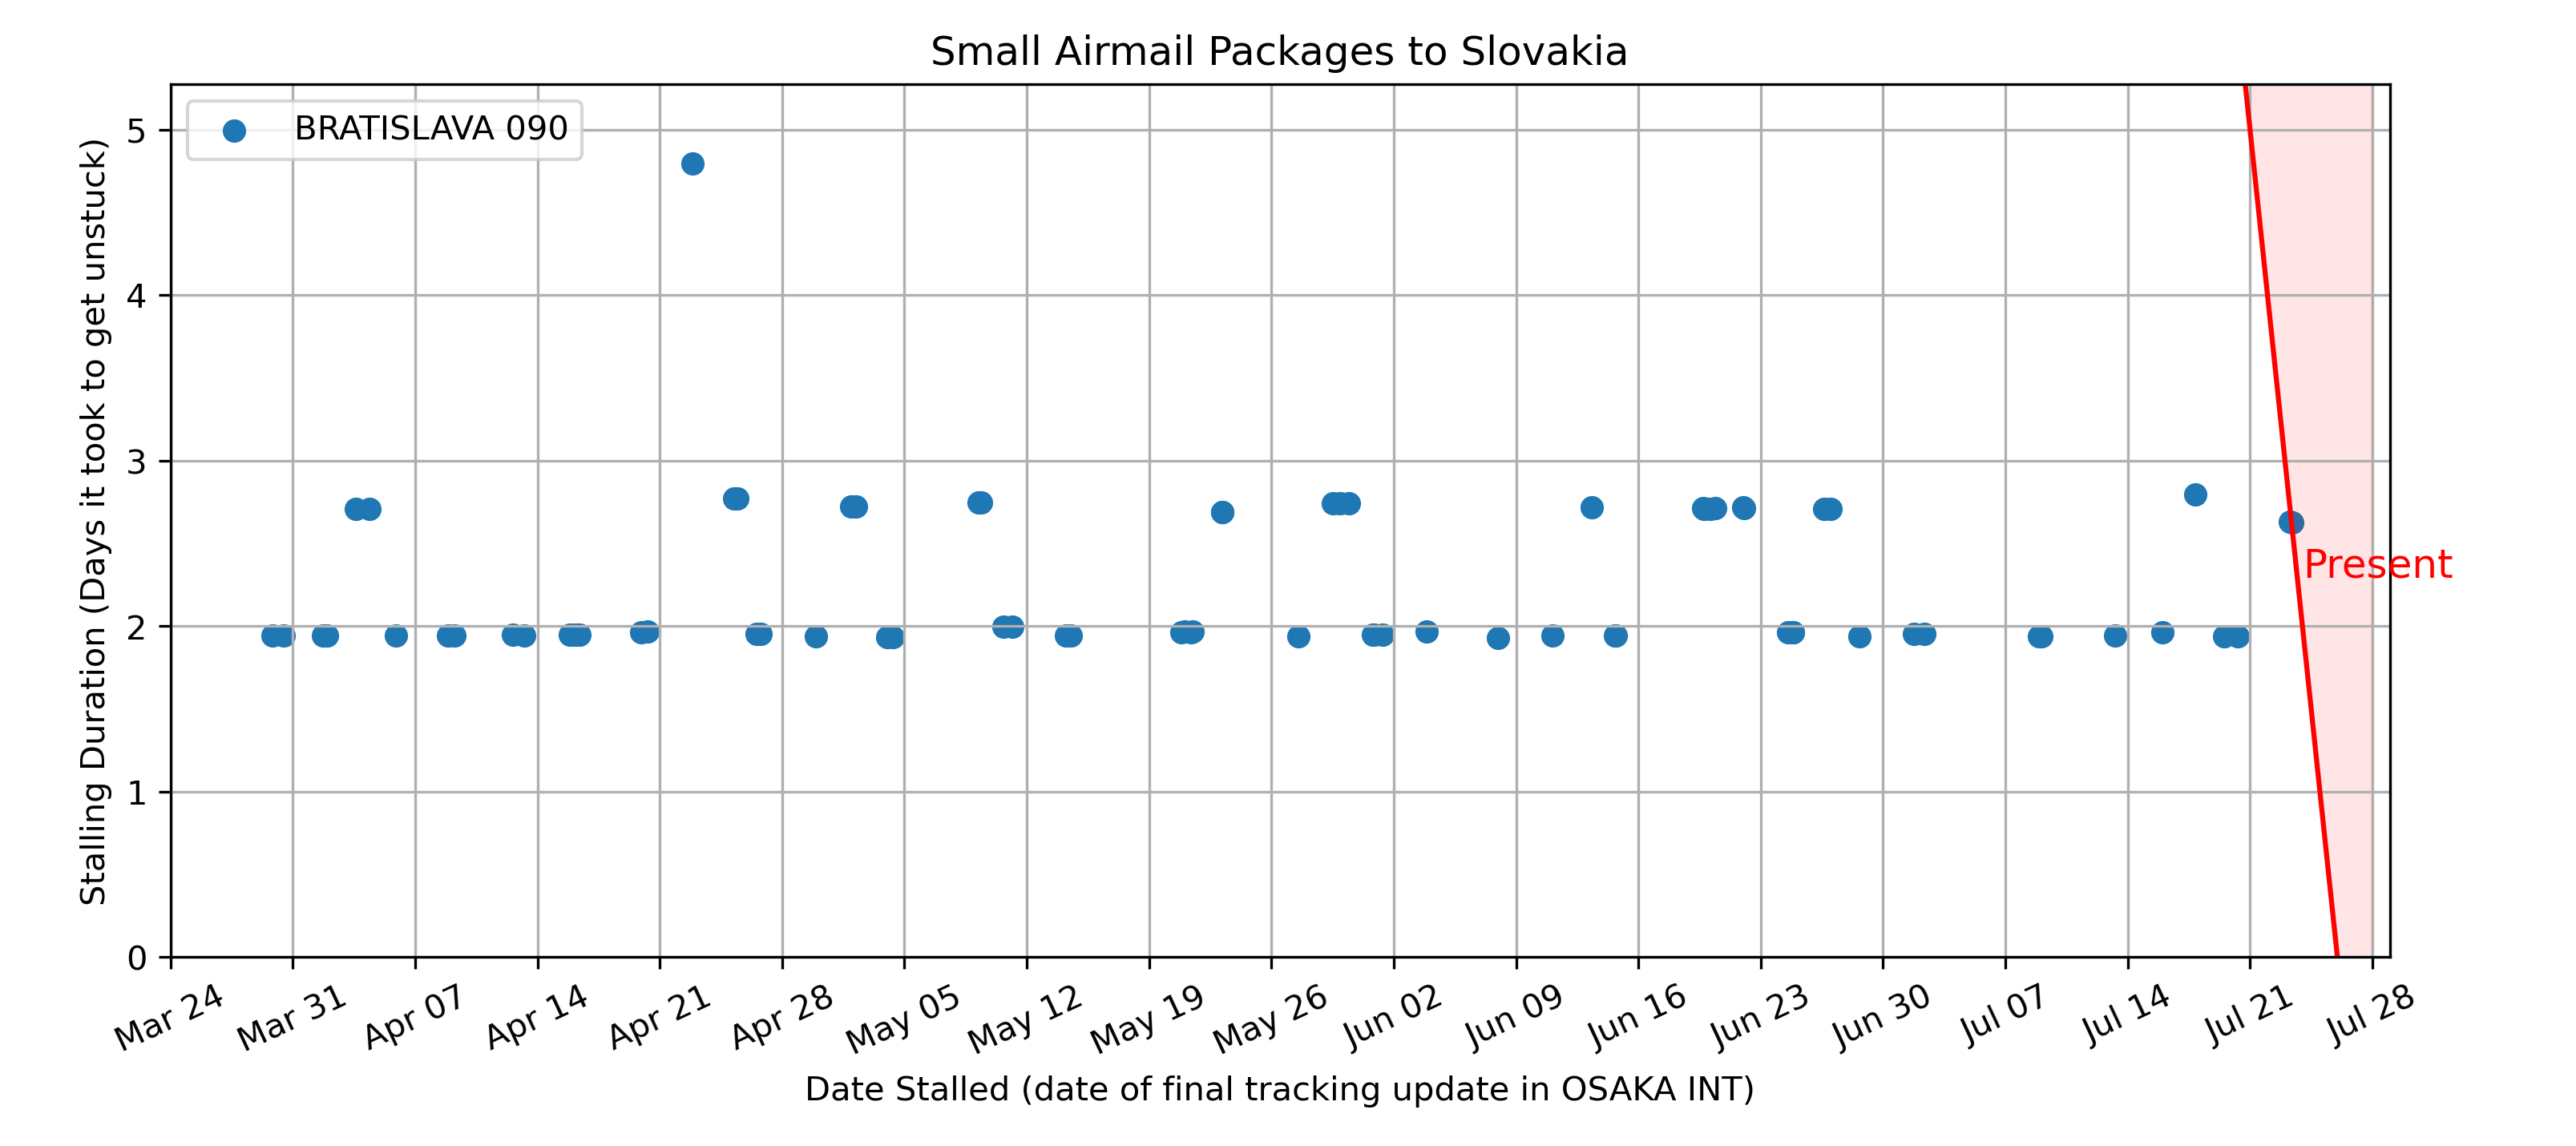 Small Airmail Packages to Slovakia
BRATISLAVA 090
Stalling Duration (Days it took to get unstuck)
5
4
3
2
1
0
Present
Mar 24
Mar 31
Apr 07
Apr 14
Apr 21
Apr 28
May 05
May 12
May 19
May 26
Jun 02
Jun 09
Jun 16
Jun 23
Jun 30
Jul 07
Jul 14
Jul 21
Jul 28
Date Stalled (date of final tracking update in OSAKA INT)